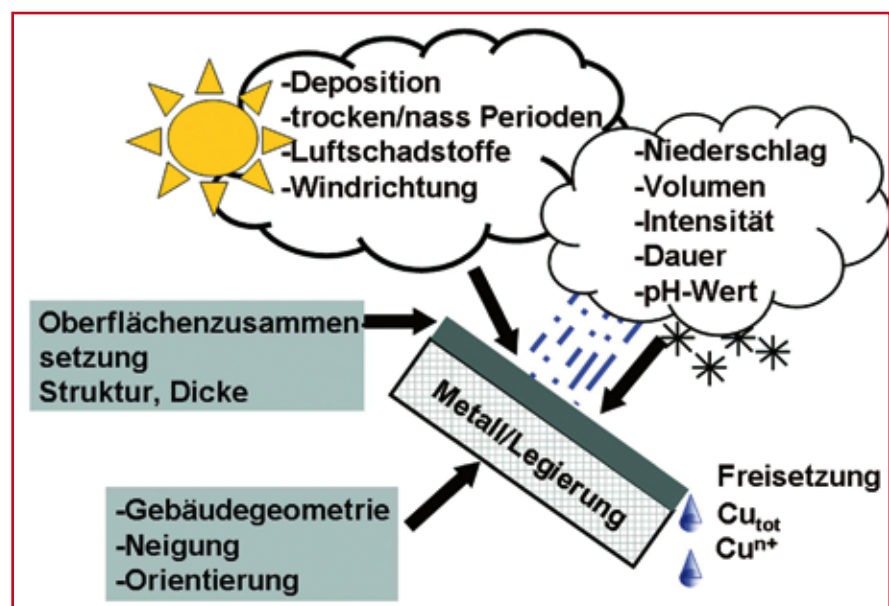 -Deposition
-trocken/nass Perioden
-Luftschadstoffe
-Windrichtung
-Niederschlag
-Volumen
-Intensität
-Dauer
-pH-Wert
Oberflächenzusammen
setzung
Struktur, Dicke
Metall/Legierung
-Gebäudegeometrie
-Neigung
-Orientierung
Freisetzung
Cutot
Cuⁿ⁺